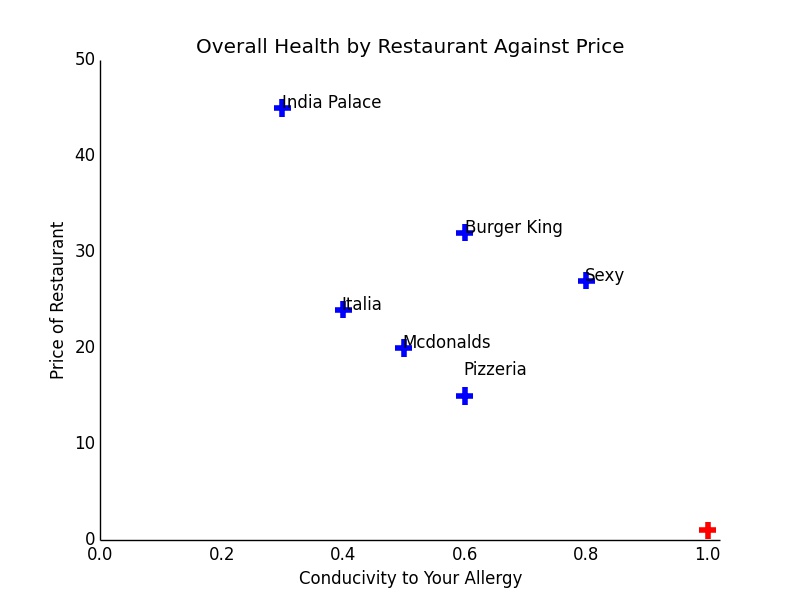 Overall Health by Restaurant Against Price
50
India Palace
40
Price of Restaurant
30
Burger King
Sexy
Italia
20
Mcdonalds
Pizzeria
10
0
0.0 0.2 0.4 0.6 0.8 1.0
Conducivity to Your Allergy